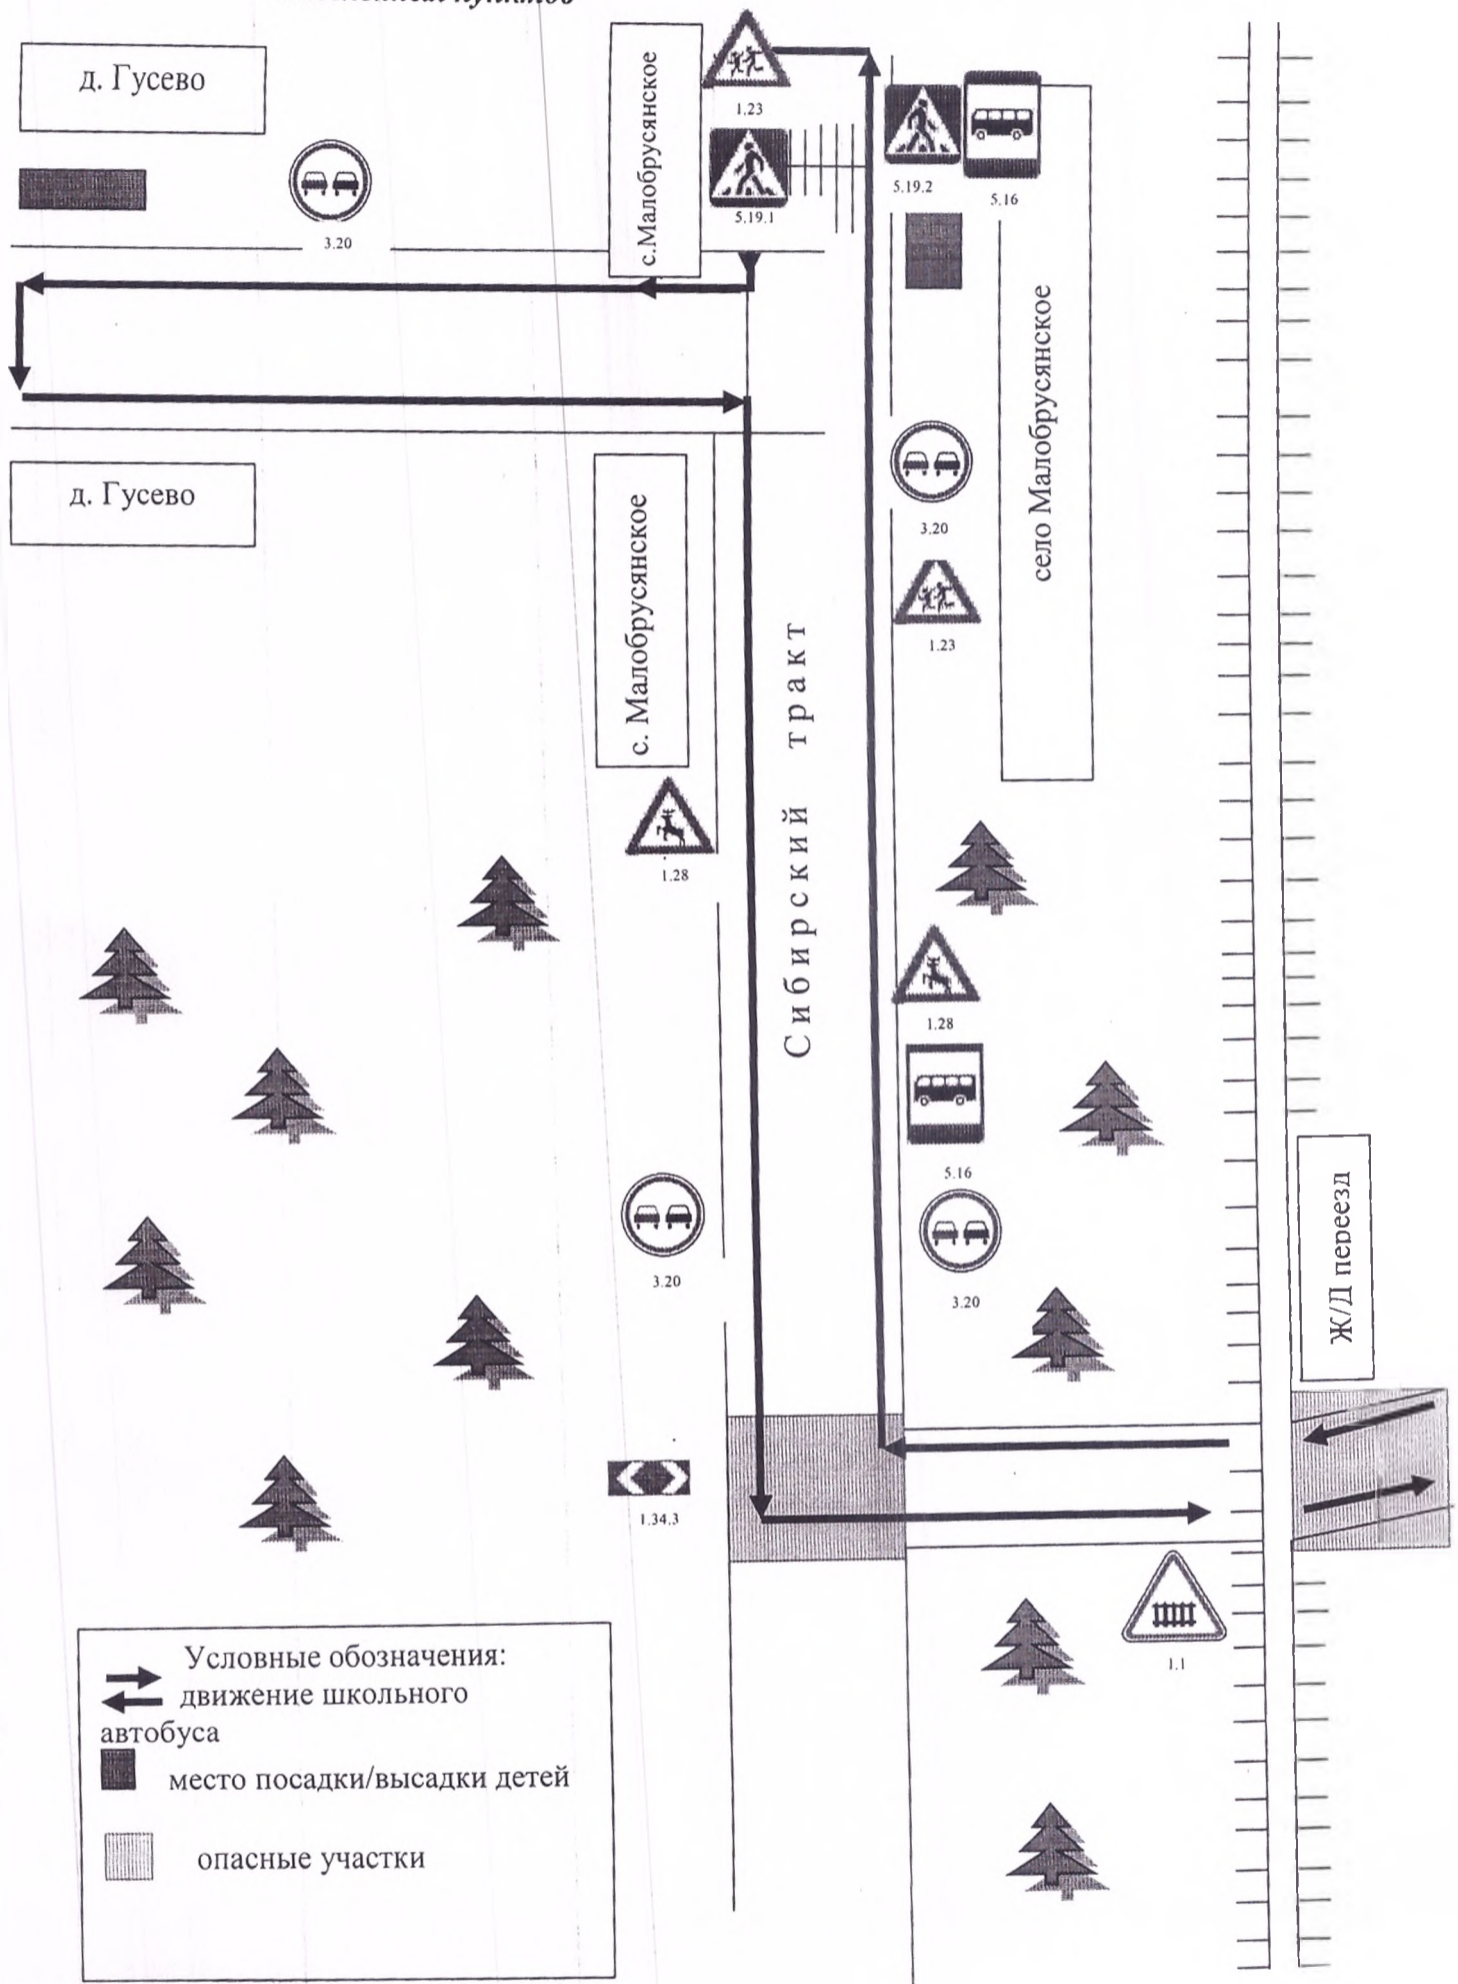 пунктов
д. Гусево
3.20
с.Малобрусянское
1.23
5.19.1
5.19.2
5.16
село Малобрусянское
3.20
1.23
д. Гусево
с. Малобрусянское
Сибирский тракт
1.28
1.28
5.16
3.20
3.20
Ж/Д переезд
1.34.3
1.1
Условные обозначения:
движение школьного
автобуса
место посадки/высадки детей
опасные участки